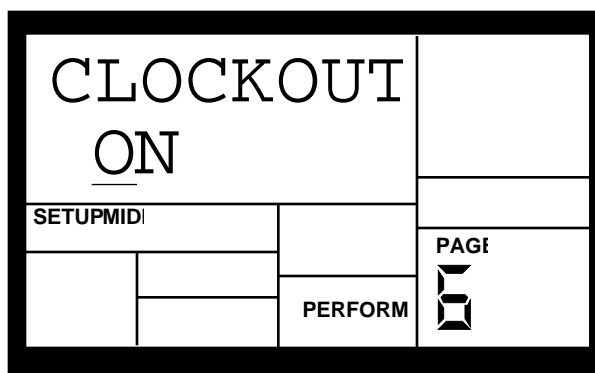 CLOCKOUT
ON
SETUPMIDI
PAGE
6
PERFORM